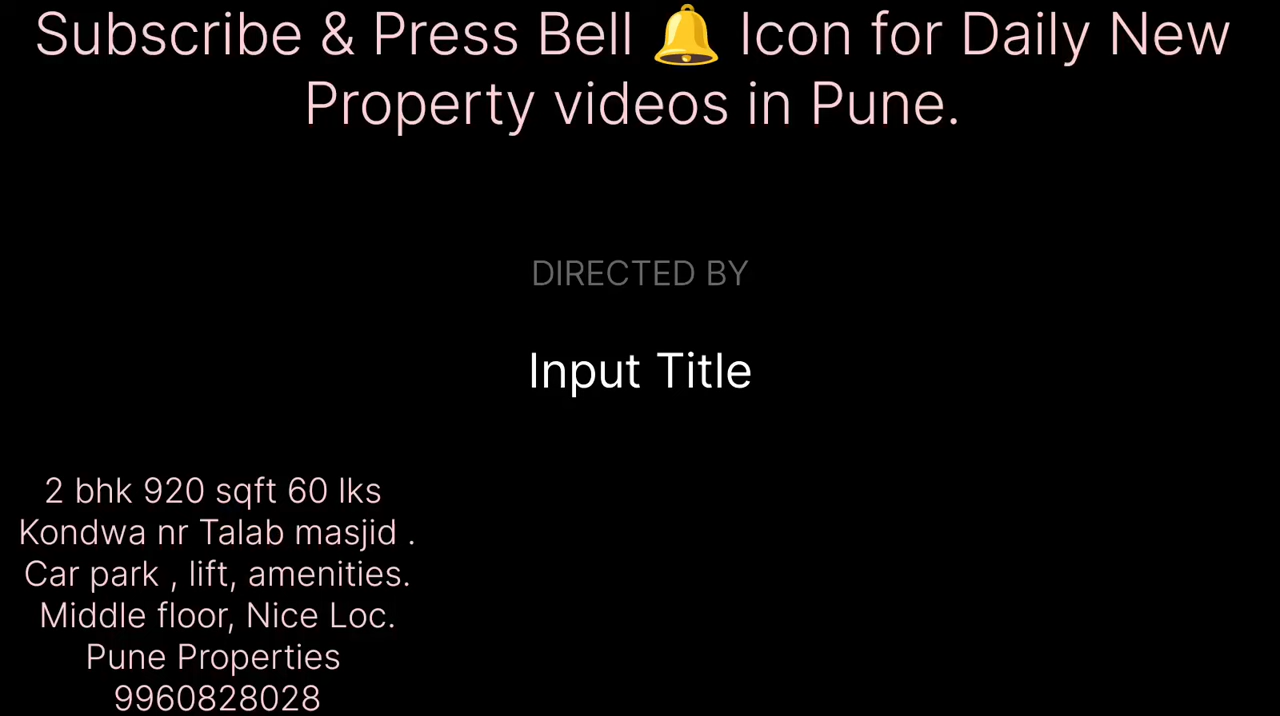 Subscribe & Press Bell 🔔 Icon for Daily New
Property videos in Pune.
DIRECTED BY
Input Title
2 bhk 920 sqft 60 lks
Kondwa nr Talab masjid .
Car park , lift, amenities.
Middle floor, Nice Loc.
Pune Properties
9960828028